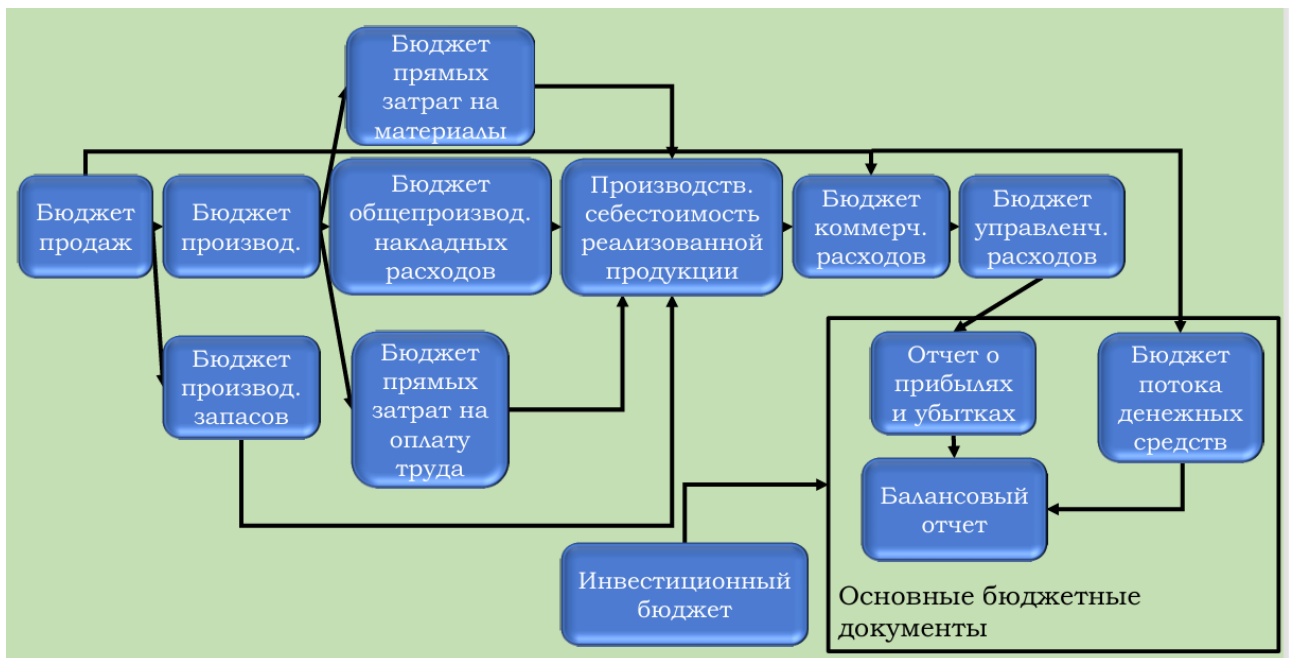 Бюджет
прямых
затрат на
материалы
Бюджет
продаж
Бюджет
производ.
Бюджет
общепроизвод.
накладных
расходов
Производств.
себестоимость
реализованной
продукции
Бюджет
коммерч.
расходов
Бюджет
управленч.
расходов
Бюджет
производ.
запасов
Бюджет
прямых
затрат на
оплату
труда
Отчет о
прибылях
и убытках
Бюджет
потока
денежных
средств
Балансовый
отчет
Инвестиционный
бюджет
Основные бюджетные
документы